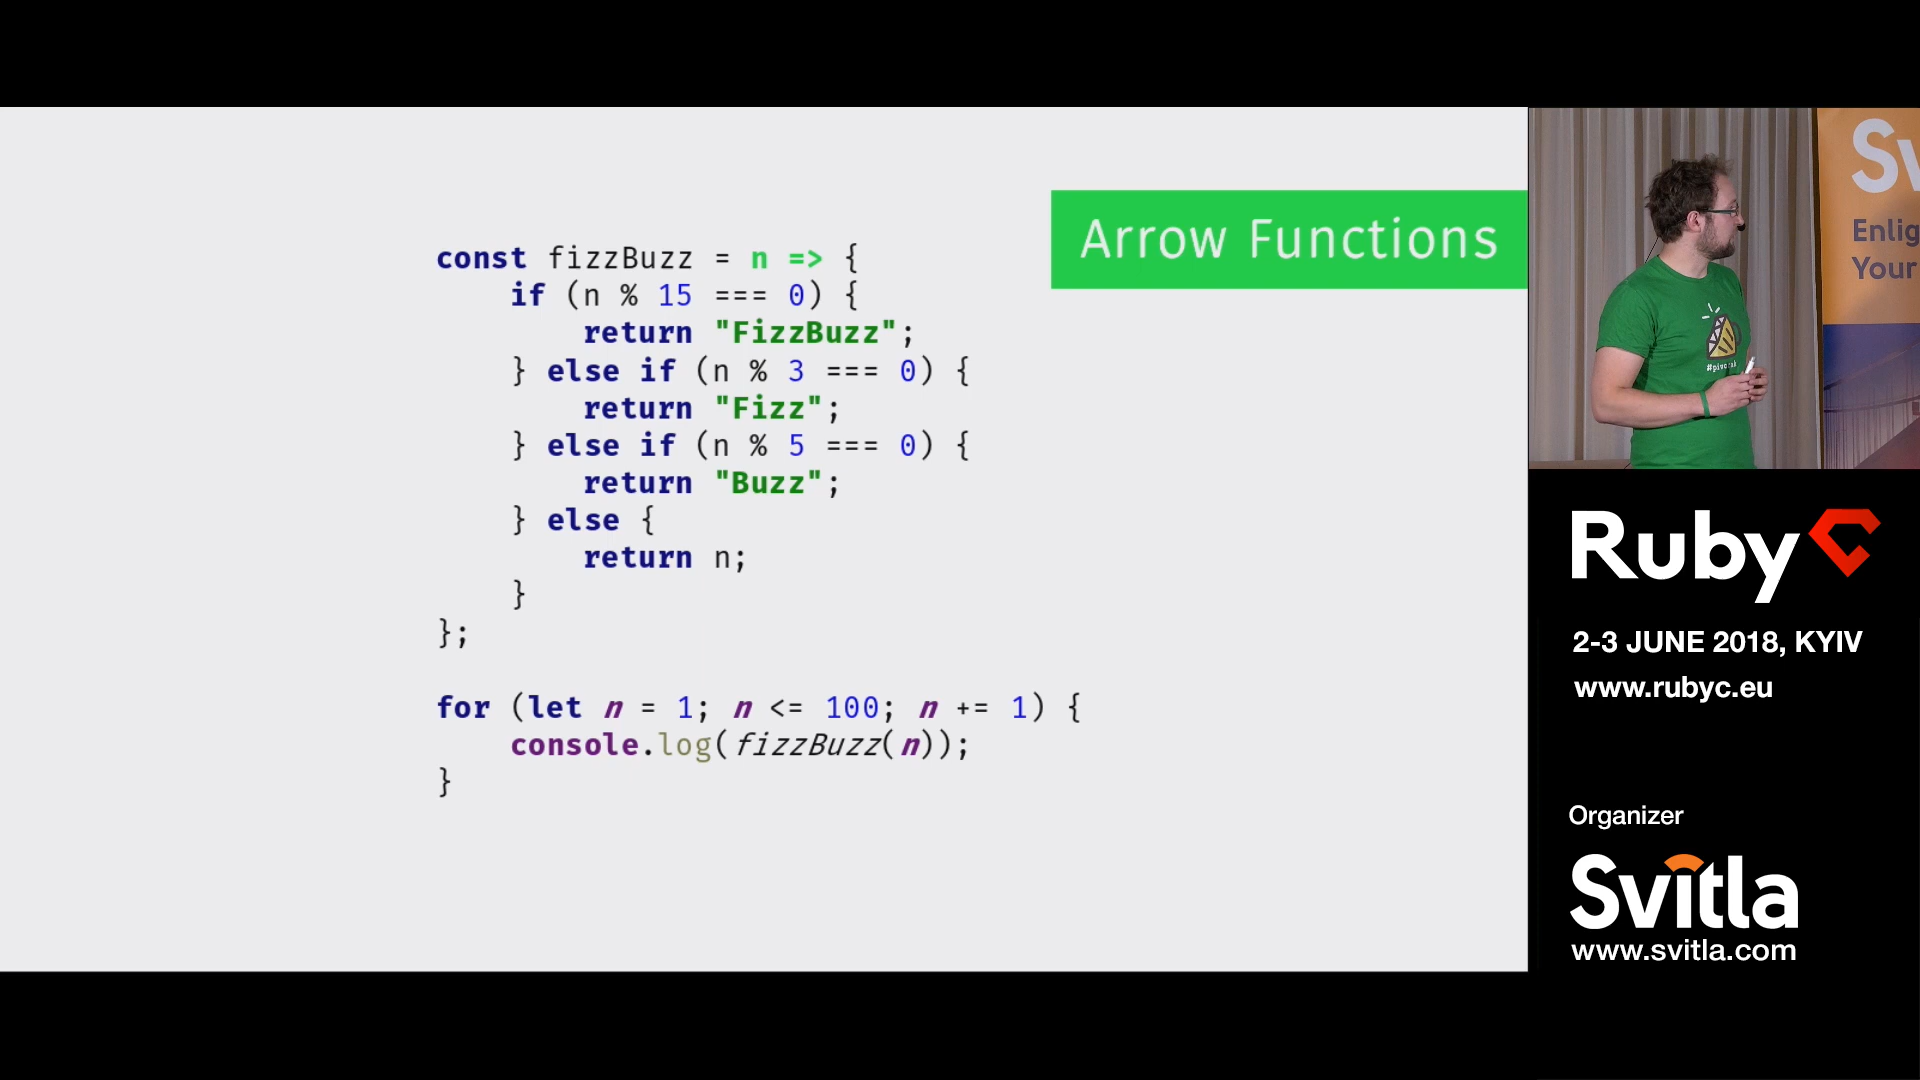 Arrow Functions
const fizzBuzz = n => {
    if (n % 15 === 0) {
        return "FizzBuzz";
    } else if (n % 3 === 0) {
        return "Fizz";
    } else if (n % 5 === 0) {
        return "Buzz";
    } else {
        return n;
    }
};
for (let n = 1; n <= 100; n += 1) {
    console.log(fizzBuzz(n));
}
Sv
Enlig
Your
Ruby
2-3 JUNE 2018, KYIV
www.rubyc.eu
Organizer
Svitla
www.svitla.com